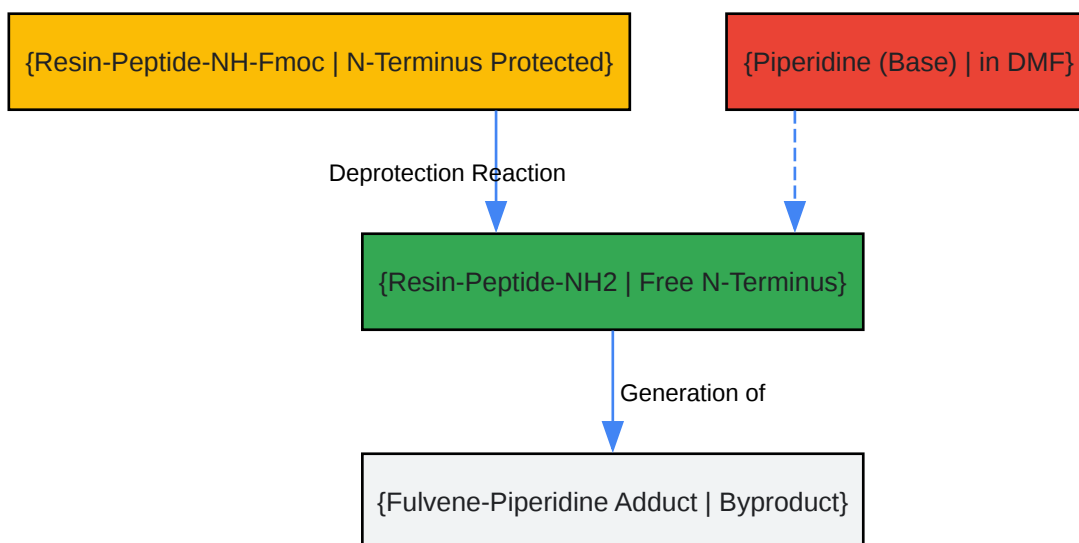 {Resin-Peptide-NH-Fmoc | N-Terminus Protected}
{Piperidine (Base) | in DMF}
Deprotection Reaction
{Resin-Peptide-NH2 | Free N-Terminus}
Generation of
{Fulvene-Piperidine Adduct | Byproduct}